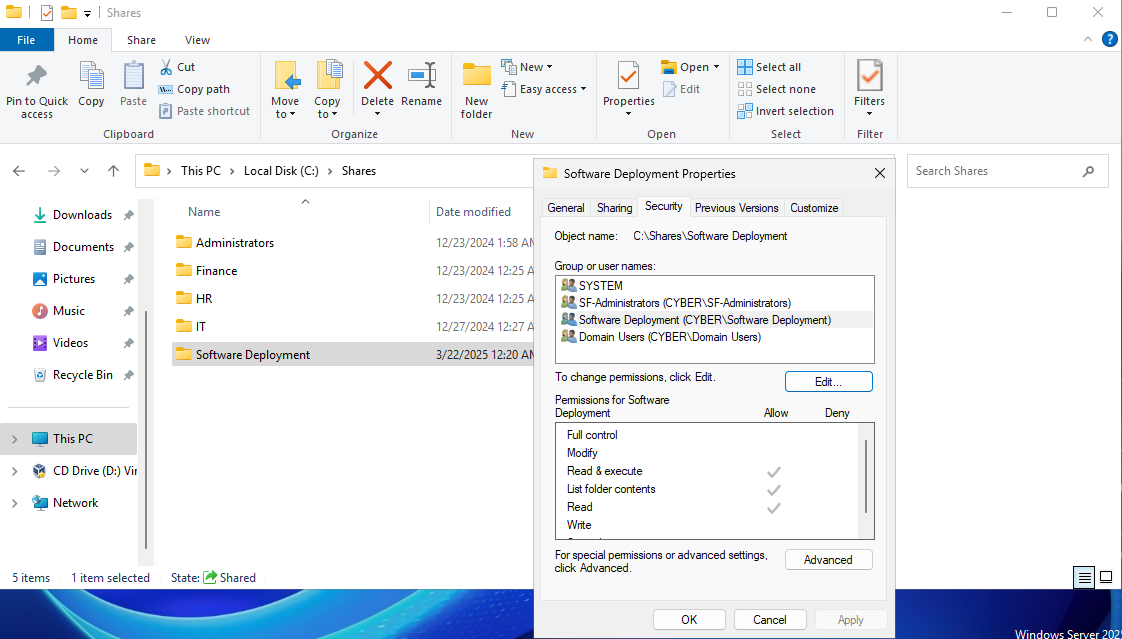 Shares
File Home Share View
Pin to Quick access
Copy
Paste
Cut
Copy path
Paste shortcut
Clipboard
Move to
Copy to
Delete
Rename
Organize
New folder
New
Easy access
New
Properties
Open
Edit
Open
Select all
Select none
Invert selection
Select
Filters
Filter
This PC > Local Disk (C:) > Shares
Search Shares
Downloads
Documents
Pictures
Music
Videos
Recycle Bin
This PC
CD Drive (D:) Vir
Network
Name Date modified
Administrators 12/23/2024 1:58 AM
Finance 12/23/2024 12:25 A
HR 12/23/2024 12:25 A
IT 12/27/2024 12:27 A
Software Deployment 3/22/2025 12:20 AM
5 items 1 item selected State: Shared
Software Deployment Properties
General Sharing Security Previous Versions Customize
Object name: C:\Shares\Software Deployment
Group or user names:
SYSTEM
SF-Administrators (CYBER\SF-Administrators)
Software Deployment (CYBER\Software Deployment)
Domain Users (CYBER\Domain Users)
To change permissions, click Edit.
Edit...
Permissions for Software
Deployment Allow Deny
Full control
Modify
Read & execute
List folder contents
Read
Write
For special permissions or advanced settings,
click Advanced.
Advanced
OK Cancel Apply
Windows Server 202